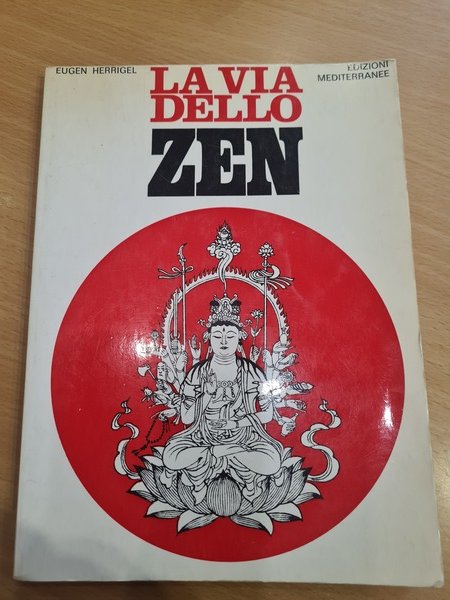 EUGEN HERRIGEL
LA VIA
DELLO
ZEN
EDIZIONI
MEDITERRANEE